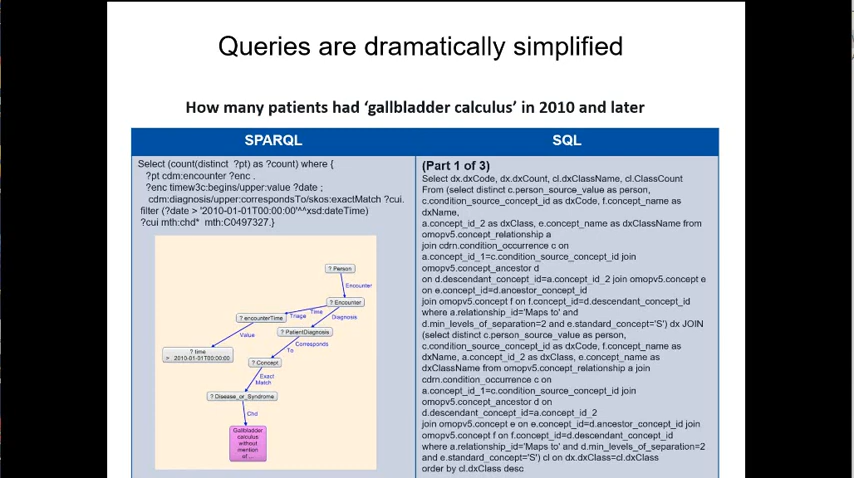 Queries are dramatically simplified
How many patients had ‘gallbladder calculus’ in 2010 and later
SPARQL
Select (count(distinct ?pt) as ?count) where {
?pt cdm:encounter ?enc .
?enc timew3c:begins/upper:value ?date ;
cdm:diagnosis/upper:correspondsTo/skos:exactMatch ?cui.
filter (?date > '2010-01-01T00:00:00'^^xsd:dateTime)
?cui mth:chd* mth:C0497327.}
? Person
Encounter
? Encounter
Time
Triage
Diagnosis
? encounterTime
? PatientDiagnosis
Value
Corresponds
To
? time
> 2010-01-01T00:00:00
? Concept
Exact
Match
? Disease_or_Syndrome
Chd
Gallbladder
calculus
without
mention
of ...
SQL
(Part 1 of 3)
Select dx.dxCode, dx.dxCount, cl.dxClassName, cl.ClassCount
From (select distinct c.person_source_value as person,
c.condition_source_concept_id as dxCode, f.concept_name as
dxName,
a.concept_id_2 as dxClass, e.concept_name as dxClassName from
omopv5.concept_relationship a
join cdrn.condition_occurrence c on
a.concept_id_1=c.condition_source_concept_id join
omopv5.concept_ancestor d
on d.descendant_concept_id=a.concept_id_2 join omopv5.concept e
on e.concept_id=d.ancestor_concept_id
join omopv5.concept f on f.concept_id=d.descendant_concept_id
where a.relationship_id='Maps to' and
d.min_levels_of_separation=2 and e.standard_concept='S') dx JOIN
(select distinct c.person_source_value as person,
c.condition_source_concept_id as dxCode, f.concept_name as
dxName, a.concept_id_2 as dxClass, e.concept_name as
dxClassName from omopv5.concept_relationship a join
cdrn.condition_occurrence c on
a.concept_id_1=c.condition_source_concept_id join
omopv5.concept_ancestor d on
d.descendant_concept_id=a.concept_id_2
join omopv5.concept e on e.concept_id=d.ancestor_concept_id join
omopv5.concept f on f.concept_id=d.descendant_concept_id
where a.relationship_id='Maps to' and d.min_levels_of_separation=2
and e.standard_concept='S') cl on dx.dxClass=cl.dxClass
order by cl.dxClass desc